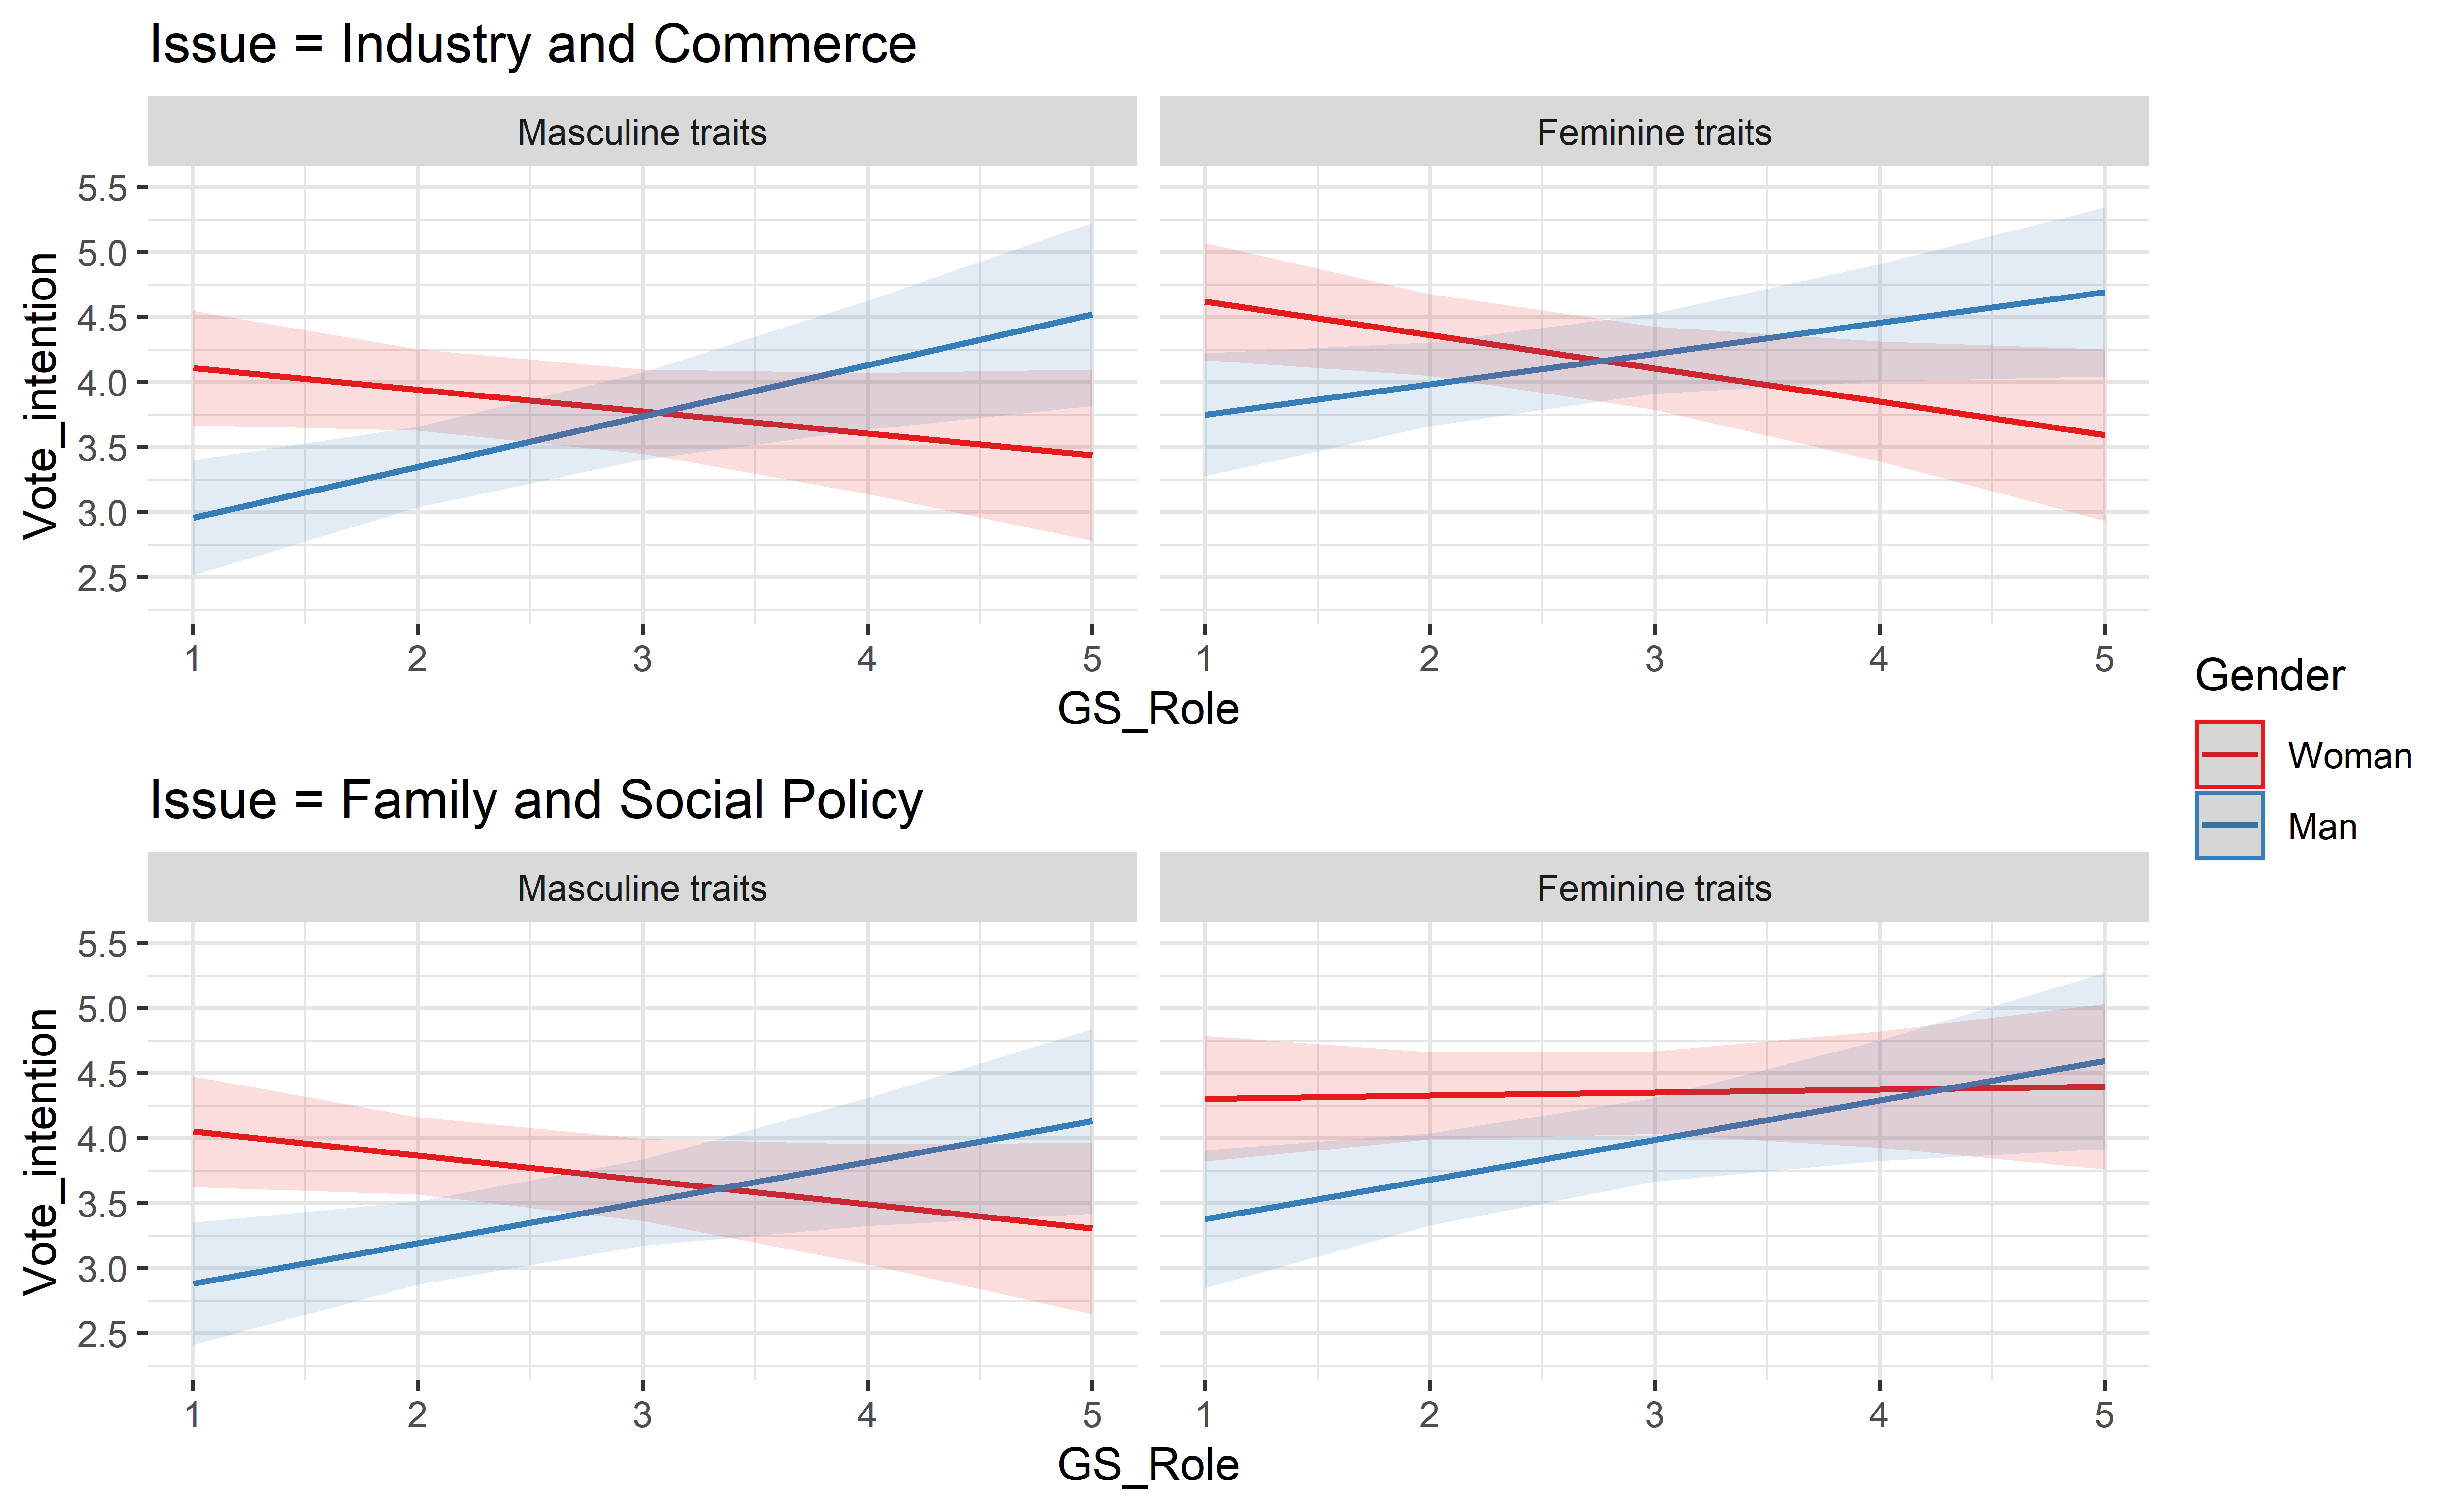 Issue = Industry and Commerce
Masculine traits
Feminine traits
Vote_intention
5.5
5.0
4.5
4.0
3.5
3.0
2.5
1 2 3 4 5
1 2 3 4 5
GS_Role
Gender
Woman
Man
Issue = Family and Social Policy
Masculine traits
Feminine traits
Vote_intention
5.5
5.0
4.5
4.0
3.5
3.0
2.5
1 2 3 4 5
1 2 3 4 5
GS_Role